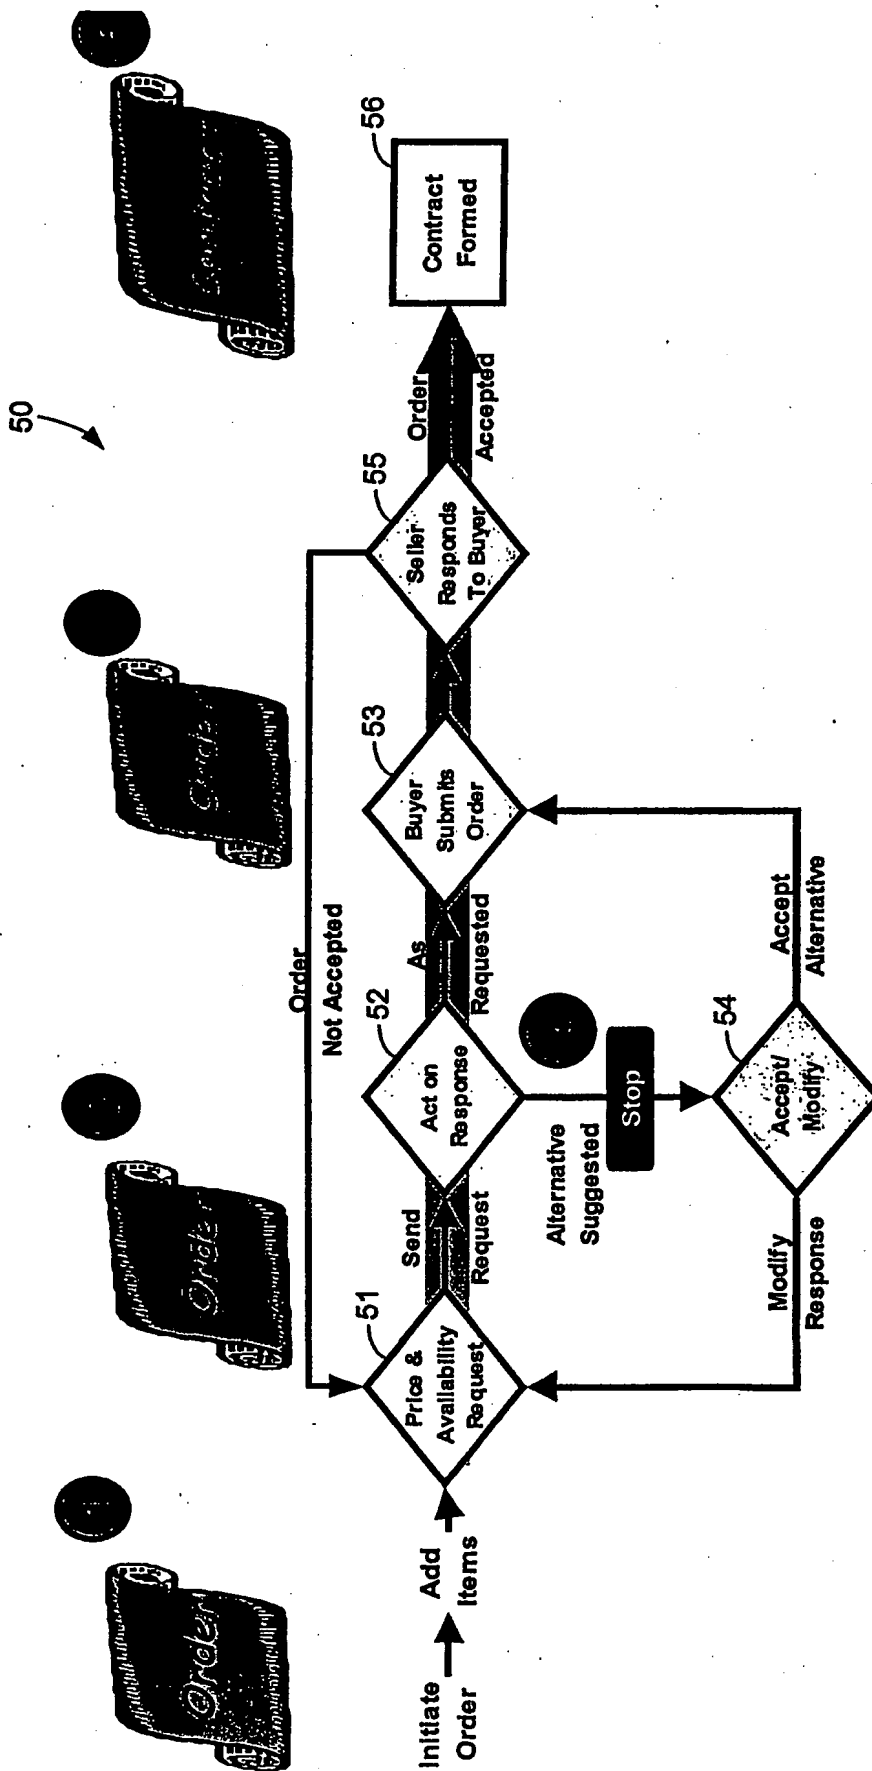 50
Order
Order
Order
Contract
Order
Not Accepted
Initiate
Order
Add
Items
51
Price &
Availability
Request
Send
Request
52
Act on
Response
As
Requested
53
Buyer
Submits
Order
55
Seller
Responds
To Buyer
Order
Accepted
56
Contract
Formed
Alternative
Suggested
Stop
54
Accept/
Modify
Modify
Response
Accept
Alternative